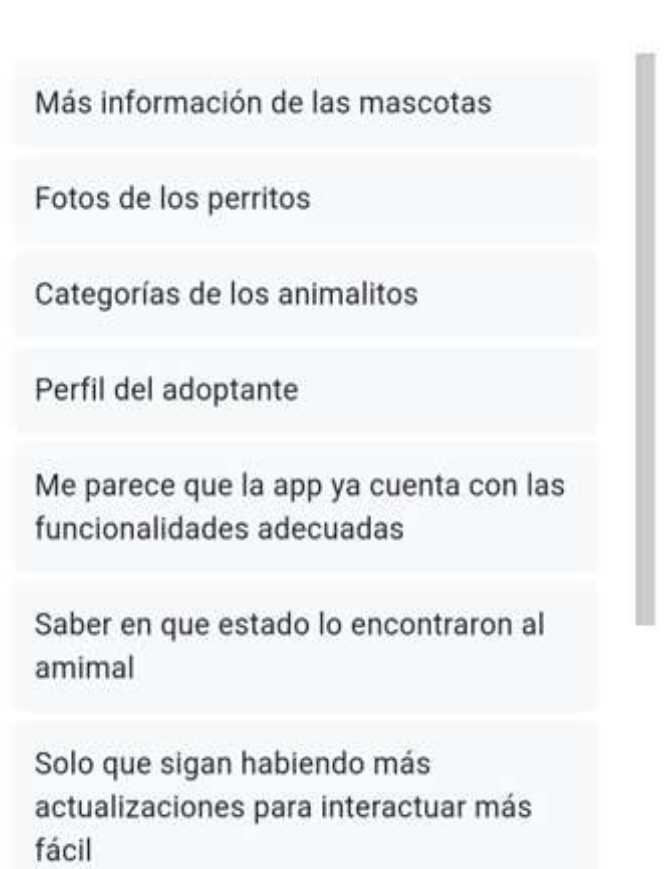 Más información de las mascotas
Fotos de los perritos
Categorías de los animalitos
Perfil del adoptante
Me parece que la app ya cuenta con las
funcionalidades adecuadas
Saber en que estado lo encontraron al
amimal
Solo que sigan habiendo más
actualizaciones para interactuar más
fácil